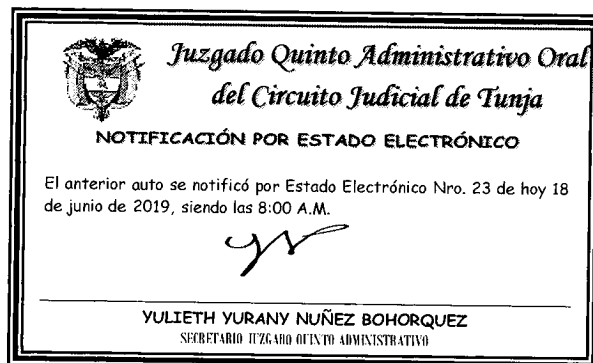 Juzgado Quinto Administrativo Oral
del Circuito Judicial de Tunja
NOTIFICACIÓN POR ESTADO ELECTRÓNICO
El anterior auto se notificó por Estado Electrónico Nro. 23 de hoy 18
de junio de 2019, siendo las 8:00 A.M.
YULIETH YURANY NUÑEZ BOHORQUEZ
SECRETARIO JUZGADO QUINTO ADMINISTRATIVO